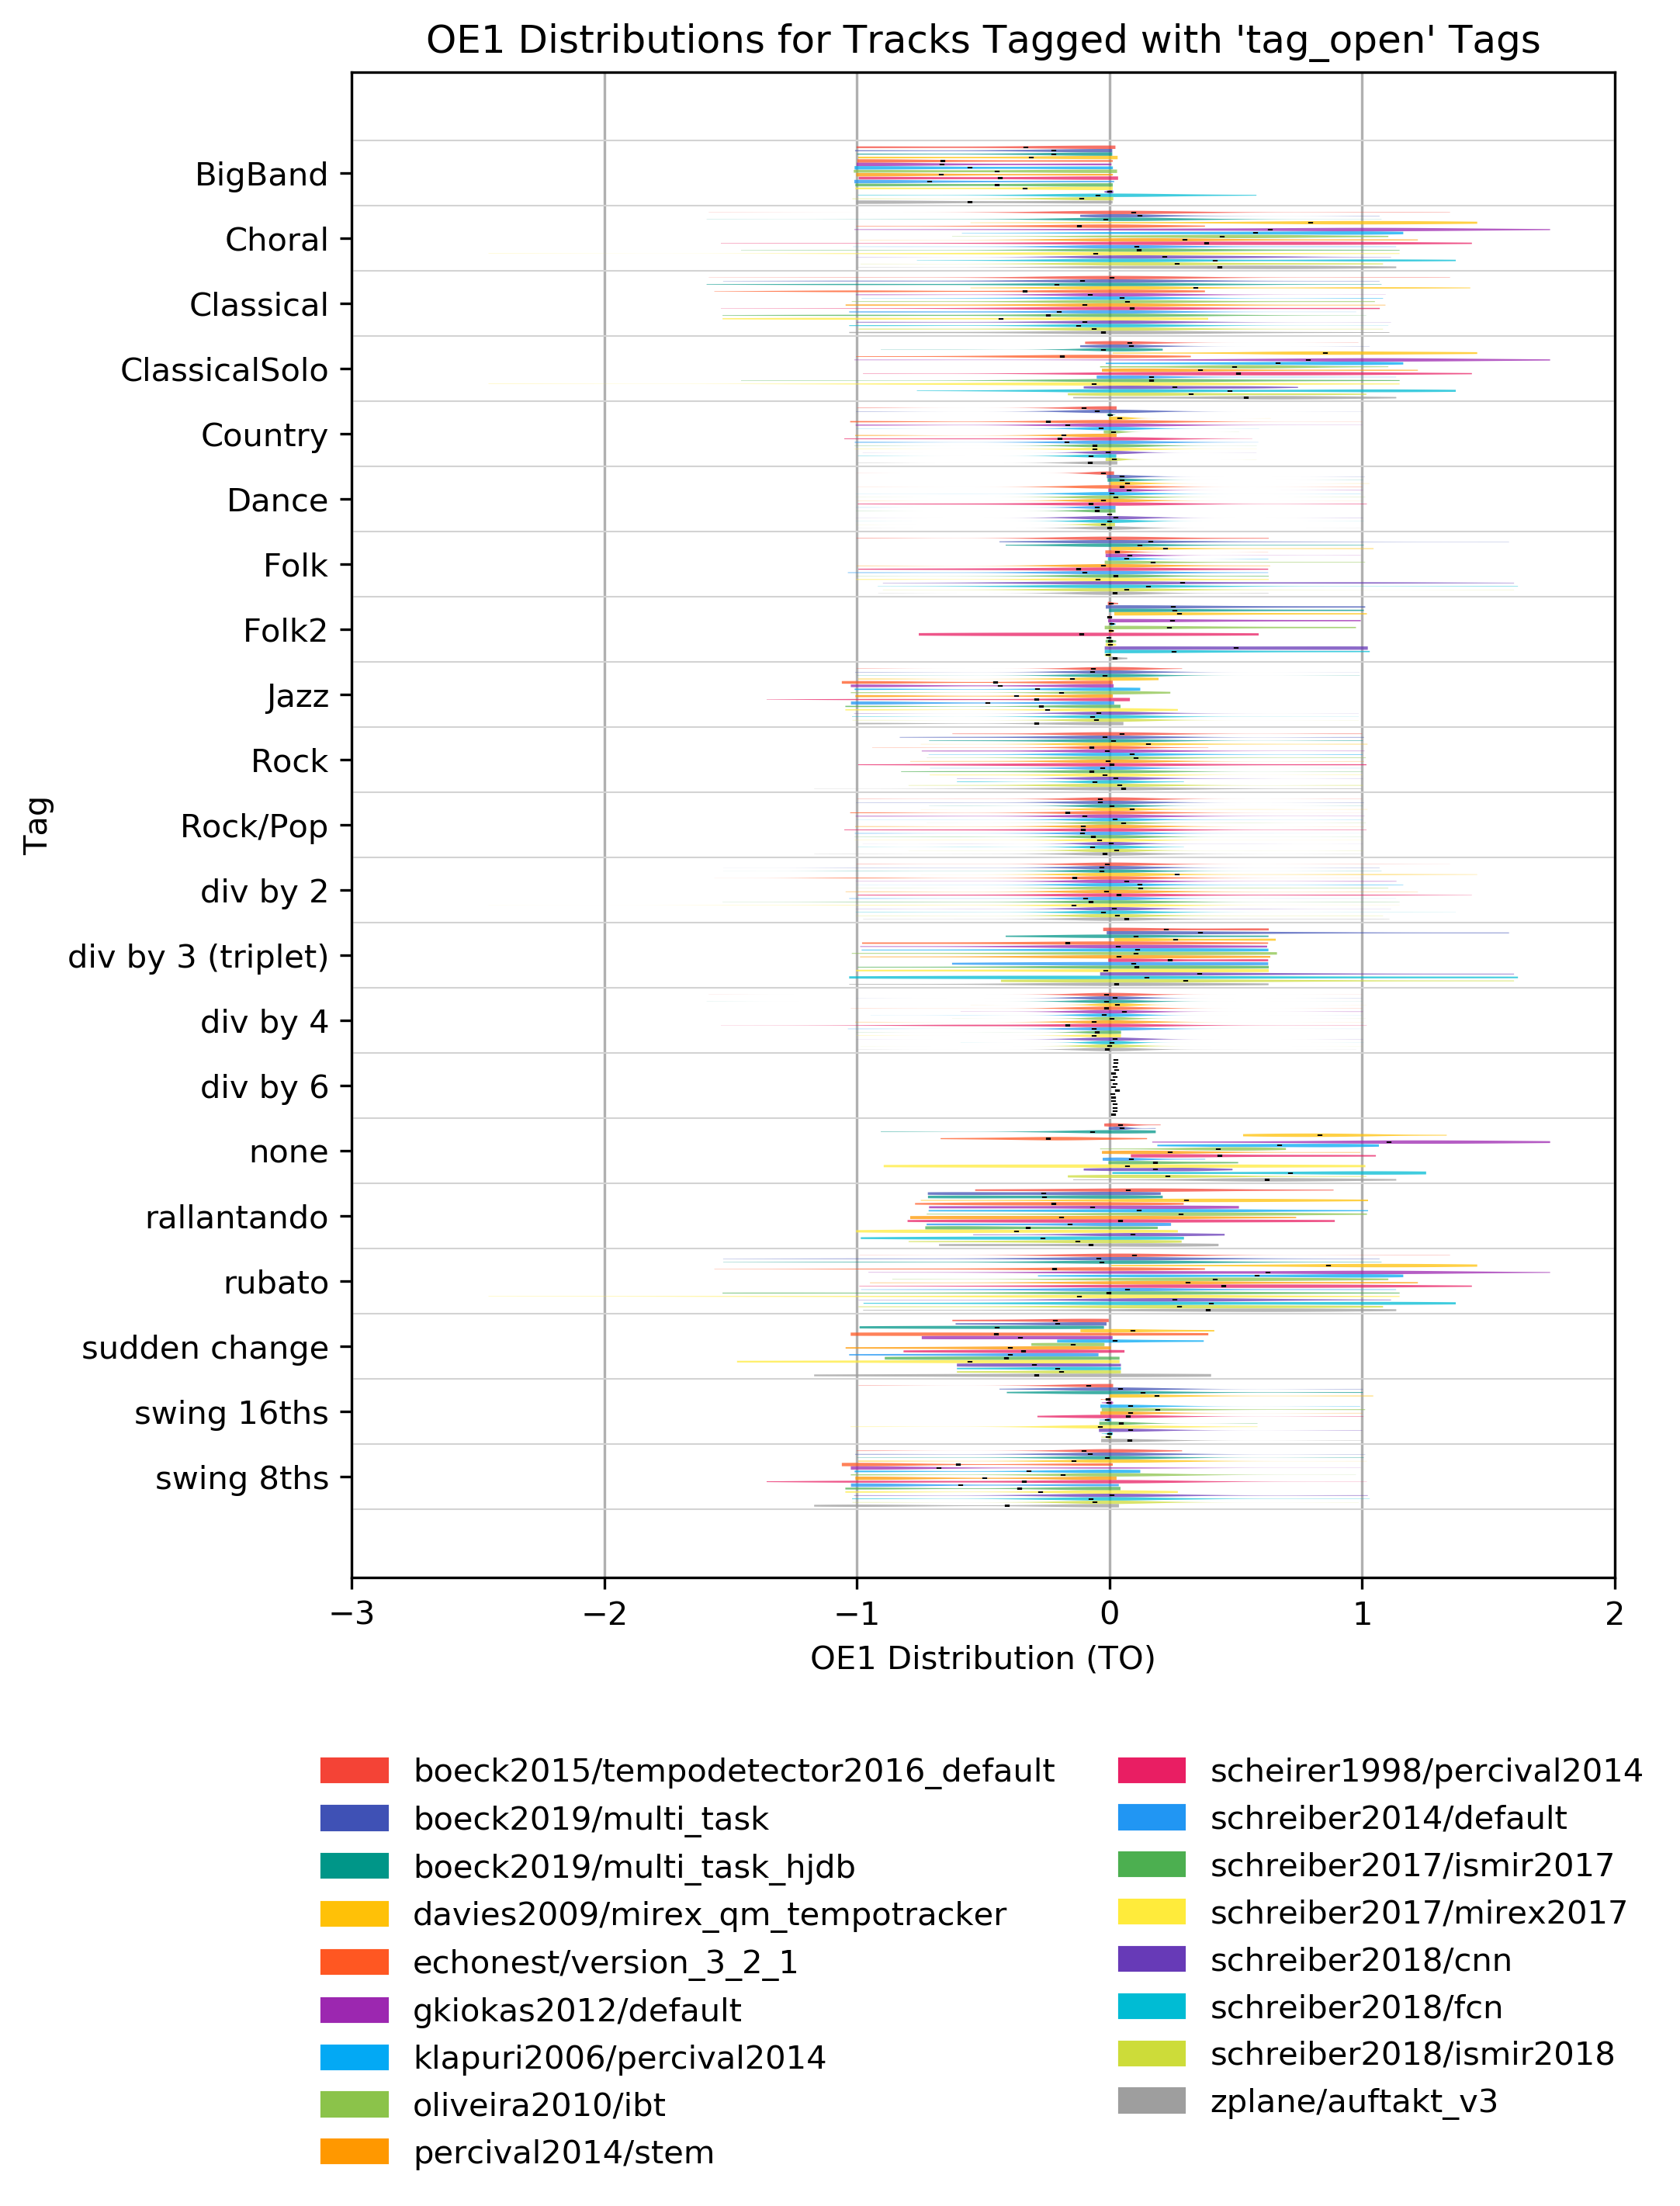 OE1 Distributions for Tracks Tagged with 'tag_open' Tags
BigBand
Choral
Classical
ClassicalSolo
Country
Dance
Folk
Folk2
Jazz
Rock
Rock/Pop
div by 2
div by 3 (triplet)
div by 4
div by 6
none
rallantando
rubato
sudden change
swing 16ths
swing 8ths
Tag
−3 −2 −1 0 1 2
OE1 Distribution (TO)
boeck2015/tempodetector2016_default
boeck2019/multi_task
boeck2019/multi_task_hjdb
davies2009/mirex_qm_tempotracker
echonest/version_3_2_1
gkiokas2012/default
klapuri2006/percival2014
oliveira2010/ibt
percival2014/stem
scheirer1998/percival2014
schreiber2014/default
schreiber2017/ismir2017
schreiber2017/mirex2017
schreiber2018/cnn
schreiber2018/fcn
schreiber2018/ismir2018
zplane/auftakt_v3